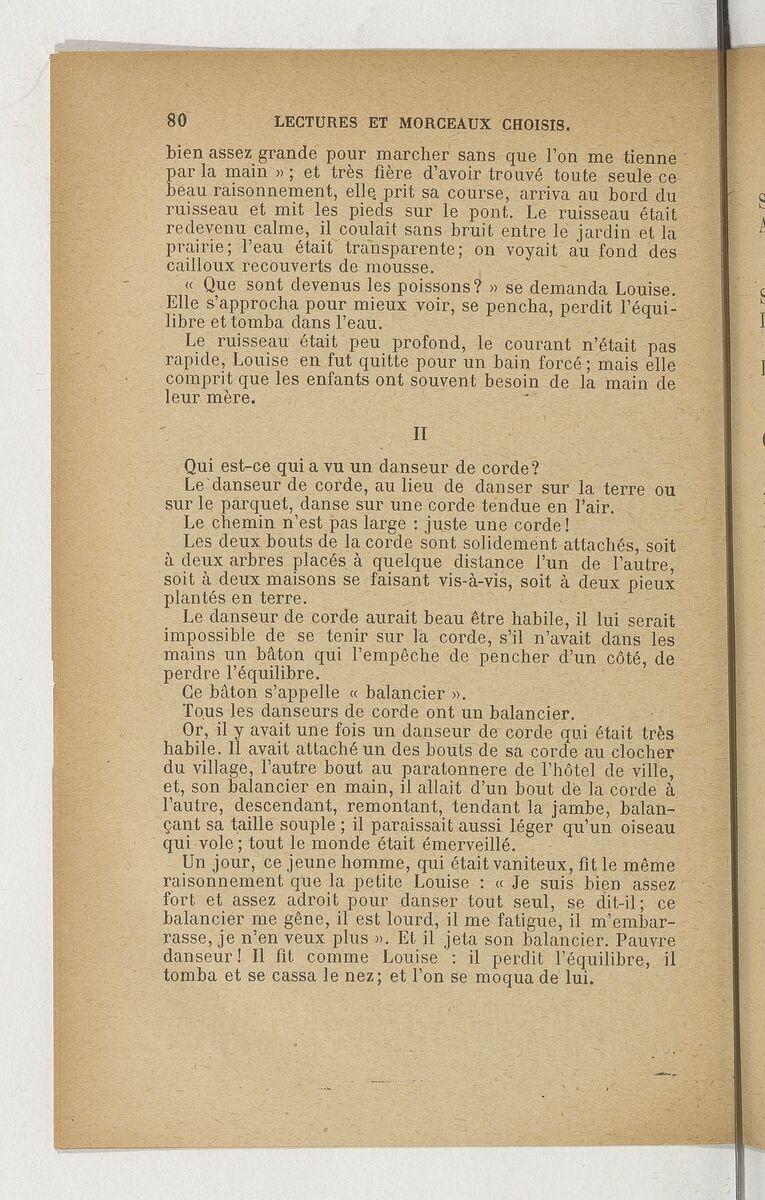 80 LECTURES ET MORCEAUX CHOISIS.
bien assez grande pour marcher sans que l'on me tienne
par la main » ; et très fière d'avoir trouvé toute seule ce
beau raisonnement, elle prit sa course, arriva au bord du
ruisseau et mit les pieds sur le pont. Le ruisseau était
redevenu calme, il coulait sans bruit entre le jardin et la
prairie ; l'eau était transparente ; on voyait au fond des
cailloux recouverts de mousse.
« Que sont devenus les poissons? » se demanda Louise.
Elle s'approcha pour mieux voir, se pencha, perdit l'équi-
libre et tomba dans l'eau.
Le ruisseau était peu profond, le courant n'était pas
rapide, Louise en fut quitte pour un bain forcé ; mais elle
comprit que les enfants ont souvent besoin de la main de
leur mère.
II
Qui est-ce qui a vu un danseur de corde?
Le danseur de corde, au lieu de danser sur la terre ou
sur le parquet, danse sur une corde tendue en l'air.
Le chemin n'est pas large : juste une corde!
Les deux bouts de la corde sont solidement attachés, soit
à deux arbres placés à quelque distance l'un de l'autre,
soit à deux maisons se faisant vis-à-vis, soit à deux pieux
plantés en terre.
Le danseur de corde aurait beau être habile, il lui serait
impossible de se tenir sur la corde, s'il n'avait dans les
mains un bâton qui l'empêche de pencher d'un côté, de
perdre l'équilibre.
Ce bâton s'appelle « balancier ».
Tous les danseurs de corde ont un balancier.
Or, il y avait une fois un danseur de corde qui était très
habile. Il avait attaché un des bouts de sa corde au clocher
du village, l'autre bout au paratonnere de l'hôtel de ville,
et, son balancier en main, il allait d'un bout de la corde à
l'autre, descendant, remontant, tendant la jambe, balan-
çant sa taille souple ; il paraissait aussi léger qu'un oiseau
qui vole ; tout le monde était émerveillé.
Un jour, ce jeune homme, qui était vaniteux, fit le même
raisonnement que la petite Louise : « Je suis bien assez
fort et assez adroit pour danser tout seul, se dit-il ; ce
balancier me gêne, il est lourd, il me fatigue, il m'embar-
rasse, je n'en veux plus ». Et il jeta son balancier. Pauvre
danseur! Il fit comme Louise : il perdit l'équilibre, il
tomba et se cassa le nez ; et l'on se moqua de lui.